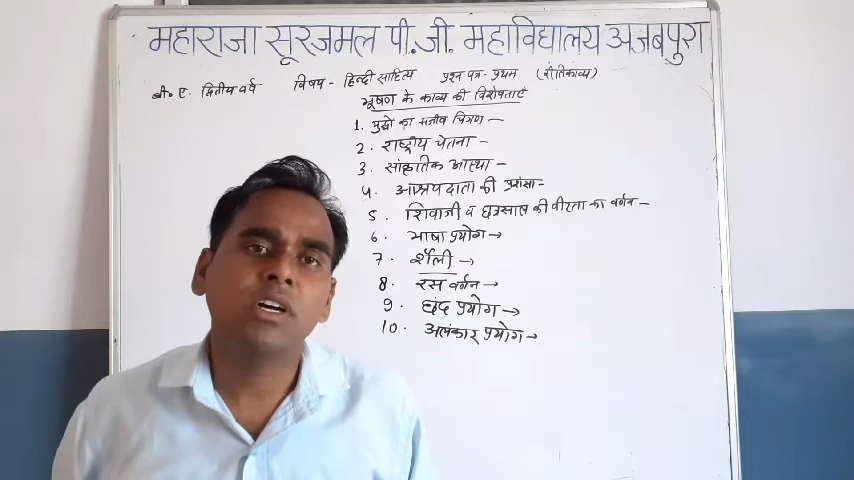 महाराजा सूरजमल पी.जी. महाविद्यालय अजबपुरा
बी॰ ए. द्वितीय वर्ष विषय - हिन्दी साहित्य प्रश्न पत्र - प्रथम (रीतिकाव्य)
भूषण के काव्य की विशेषताएँ
1. युद्धों का सजीव चित्रण —
2. राष्ट्रीय चेतना -
3. सांस्कृतिक आस्था -
4. आश्रयदाता की प्रशंसा -
5. शिवाजी व छत्रसाल की वीरता का वर्णन —
6. भाषा प्रयोग →
7. शैली →
8. रस वर्णन →
9. छंद प्रयोग →
10. अलंकार प्रयोग →